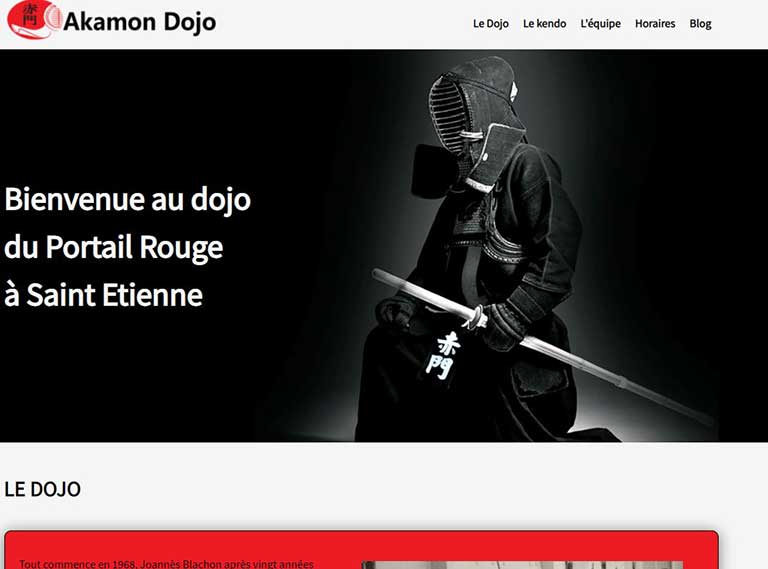 赤門
Akamon Dojo
Le Dojo Le kendo L'équipe Horaires Blog
Bienvenue au dojo
du Portail Rouge
à Saint Etienne
赤門
LE DOJO
Tout commence en 1968, Joannès Blachon après vingt années